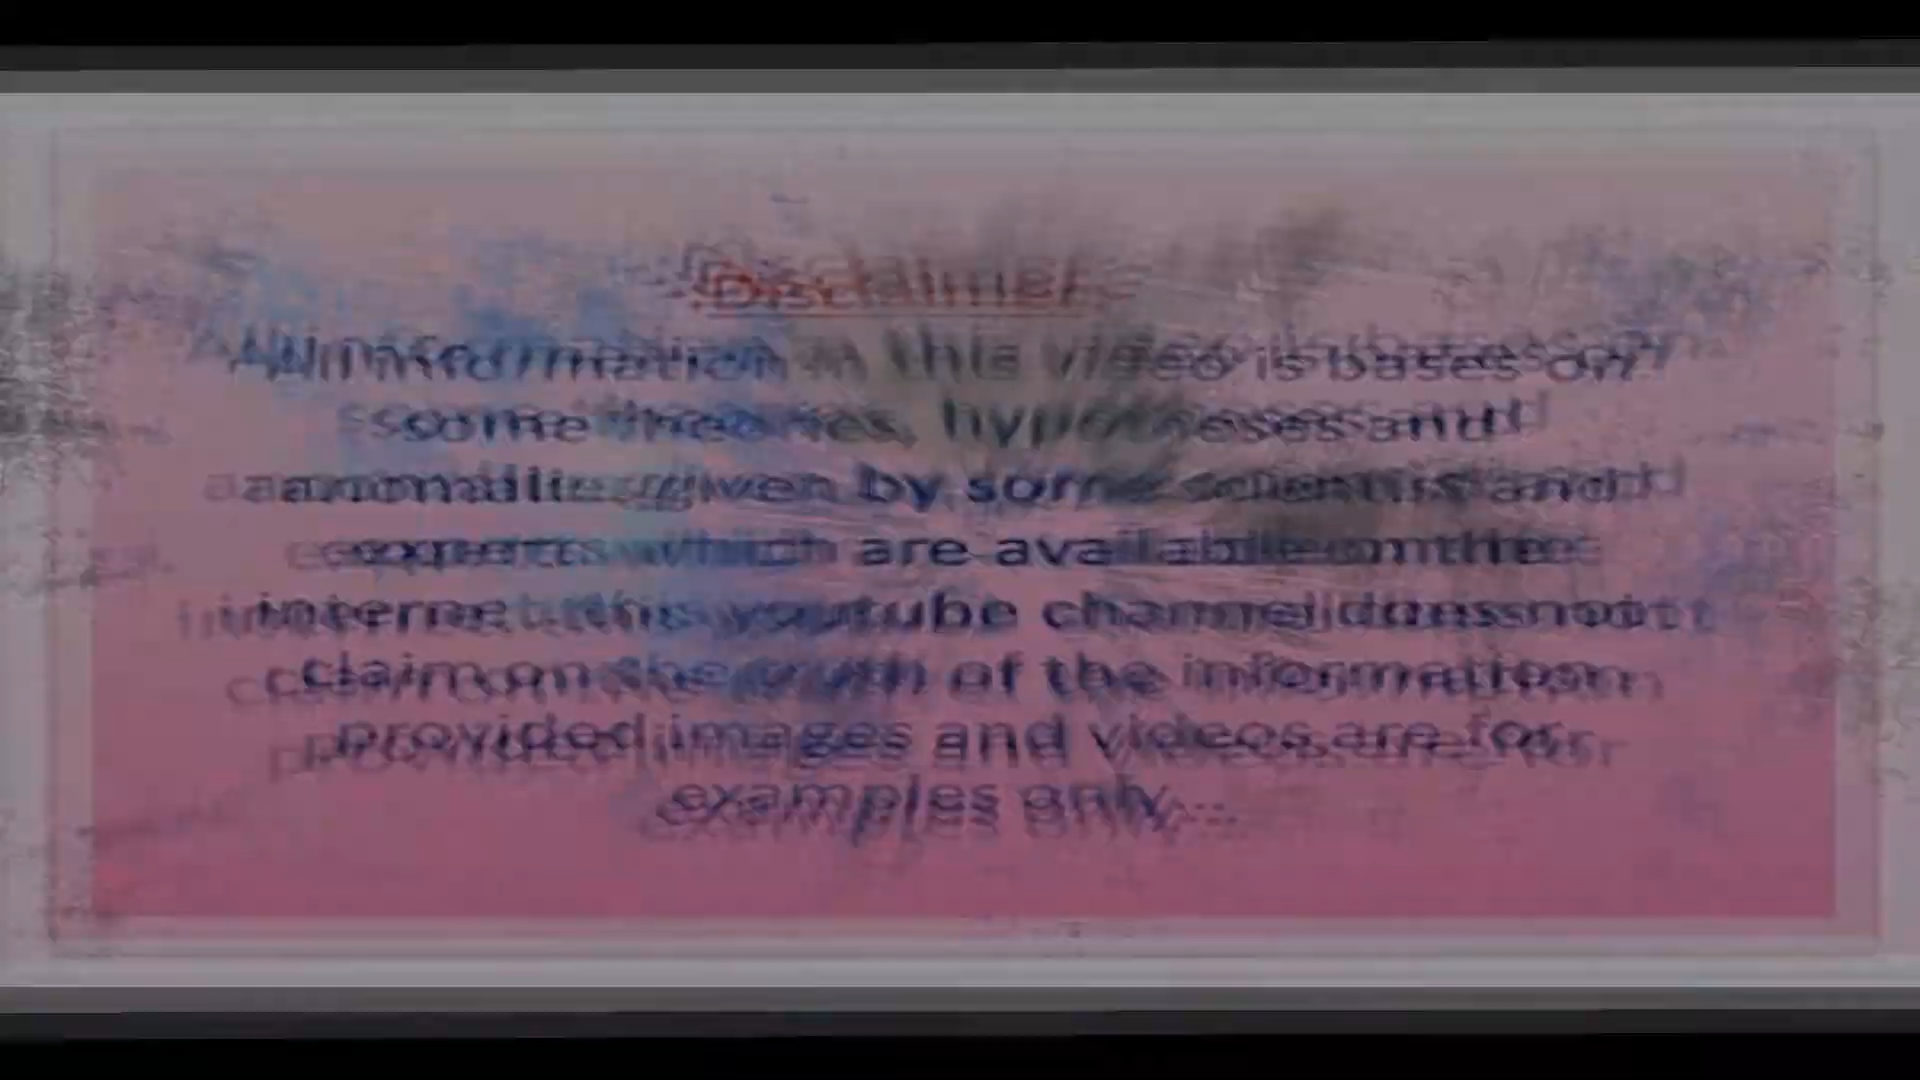 Disclaimer
All information in this video is bases on
some theories, hypotheses and
anomalies given by some scientist and
experts which are available on the
internet this youtube channel does not
claim on the truth of the information
provided images and videos are for
examples only...